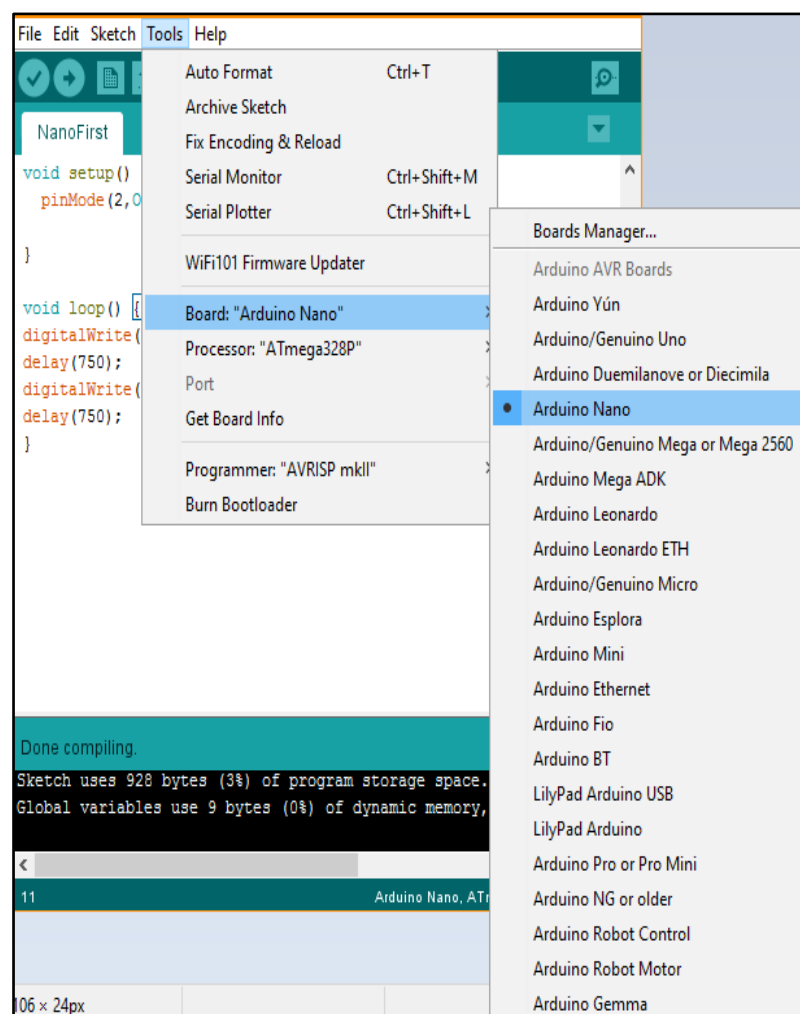 File Edit Sketch Tools Help
NanoFirst
void setup()
pinMode(2,O
}
void loop() {
digitalWrite(
delay(750);
digitalWrite(
delay(750);
}
Auto Format Ctrl+T
Archive Sketch
Fix Encoding & Reload
Serial Monitor Ctrl+Shift+M
Serial Plotter Ctrl+Shift+L
WiFi101 Firmware Updater
Board: "Arduino Nano"
Processor: "ATmega328P"
Port
Get Board Info
Programmer: "AVRISP mkII"
Burn Bootloader
Boards Manager...
Arduino AVR Boards
Arduino Yún
Arduino/Genuino Uno
Arduino Duemilanove or Diecimila
Arduino Nano
Arduino/Genuino Mega or Mega 2560
Arduino Mega ADK
Arduino Leonardo
Arduino Leonardo ETH
Arduino/Genuino Micro
Arduino Esplora
Arduino Mini
Arduino Ethernet
Arduino Fio
Arduino BT
LilyPad Arduino USB
LilyPad Arduino
Arduino Pro or Pro Mini
Arduino NG or older
Arduino Robot Control
Arduino Robot Motor
Arduino Gemma
Done compiling.
Sketch uses 928 bytes (3%) of program storage space.
Global variables use 9 bytes (0%) of dynamic memory,
11 Arduino Nano, ATr
106 × 24px